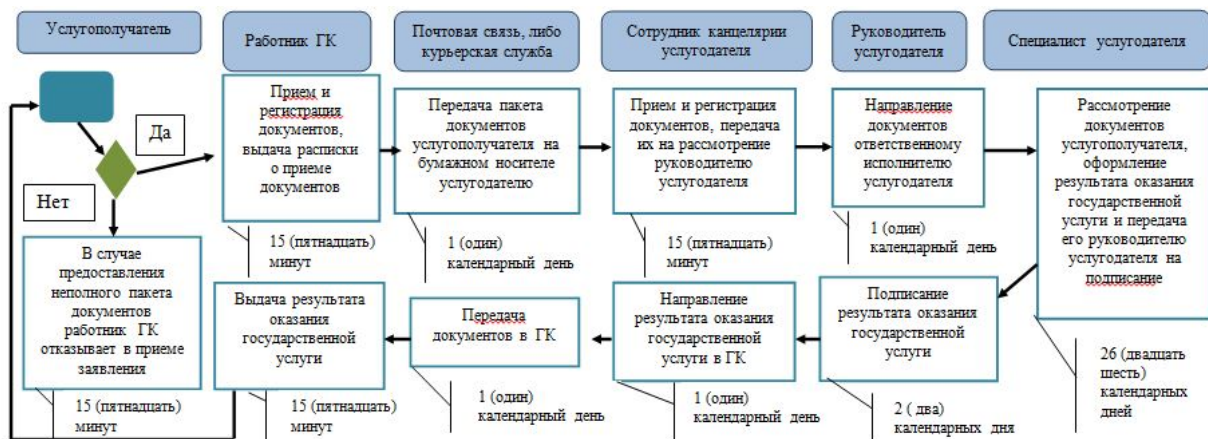 Услугополучатель
Работник ГК
Почтовая связь, либо
курьерская служба
Сотрудник канцелярии
услугодателя
Руководитель
услугодателя
Специалист услугодателя
Да
Нет
Прием и
регистрация
документов,
выдача расписки
о приеме
документов
15 (пятнадцать)
минут
Передача пакета
документов
услугополучателя на
бумажном носителе
услугодателю
1 (один)
календарный день
Прием и регистрация
документов, передача
их на рассмотрение
руководителю
услугодателя
15 (пятнадцать)
минут
Направление
документов
ответственному
исполнителю
услугодателя
1 (один)
календарный день
Рассмотрение
документов
услугополучателя,
оформление
результата оказания
государственной
услуги и передача
его руководителю
услугодателя на
подписание
26 (двадцать
шесть)
календарных
дней
В случае
предоставления
неполного пакета
документов
работник ГК
отказывает в приеме
заявления
15 (пятнадцать)
минут
Выдача результата
оказания
государственной
услуги
15 (пятнадцать)
минут
Передача
документов в ГК
1 (один)
календарный день
Направление
результата оказания
государственной
услуги в ГК
1 (один)
календарный день
Подписание
результата оказания
государственной
услуги
2 ( два)
календарных дня